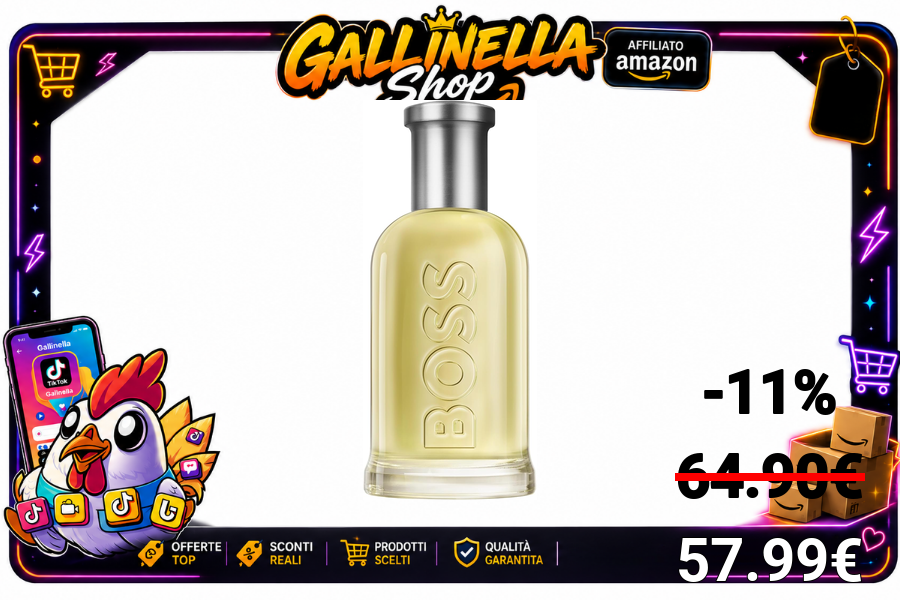 GALLINELLA
Shop
AFFILIATO
amazon
Gallinella
TikTok
Gallinella
BOSS
-11%
64.90€
57.99€
OFFERTE
TOP
SCONTI
REALI
PRODOTTI
SCELTI
QUALITÀ
GARANTITA